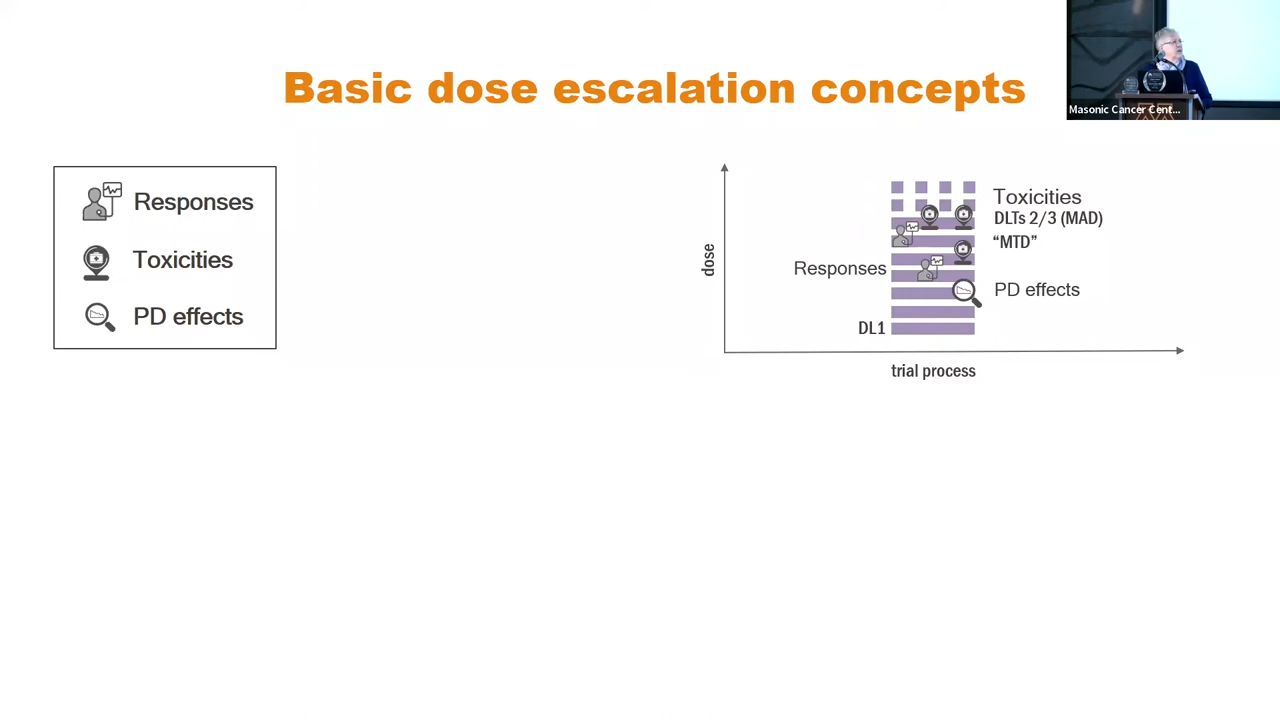 Basic dose escalation concepts
Masonic Cancer Cent...
Responses
Toxicities
PD effects
dose
Toxicities
DLTs 2/3 (MAD)
“MTD”
Responses
PD effects
DL1
trial process